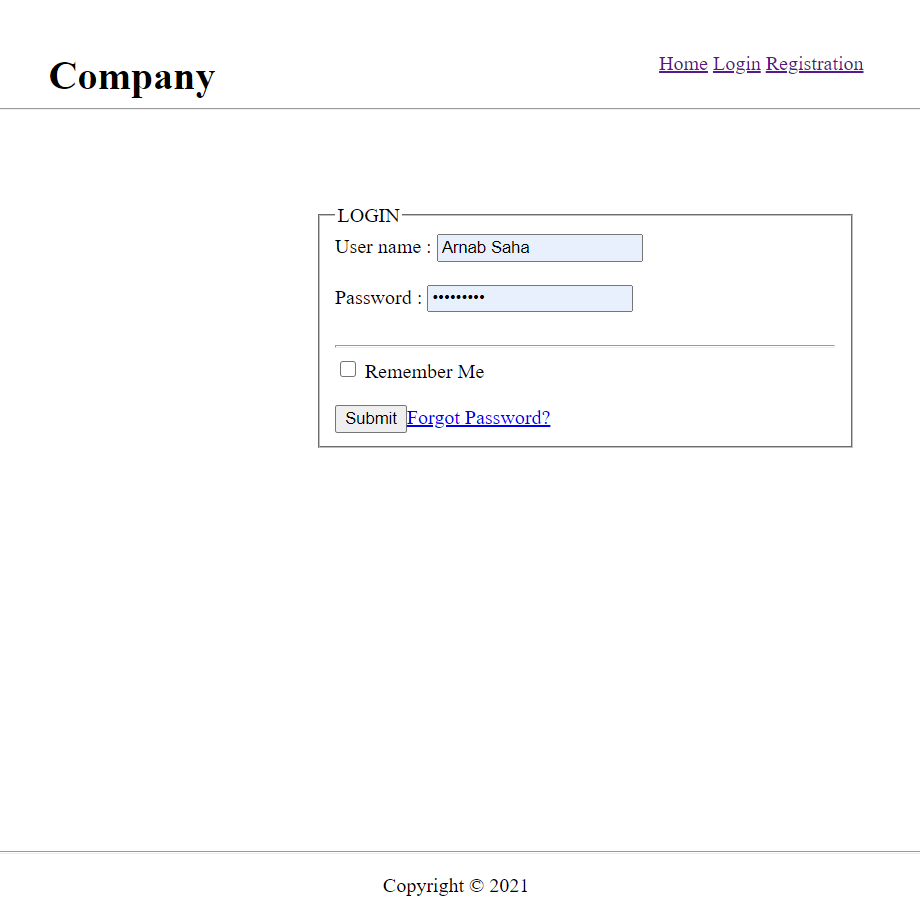 Company
Home Login Registration
LOGIN
User name : Arnab Saha
Password : •••••••••
Remember Me
Submit Forgot Password?
Copyright © 2021